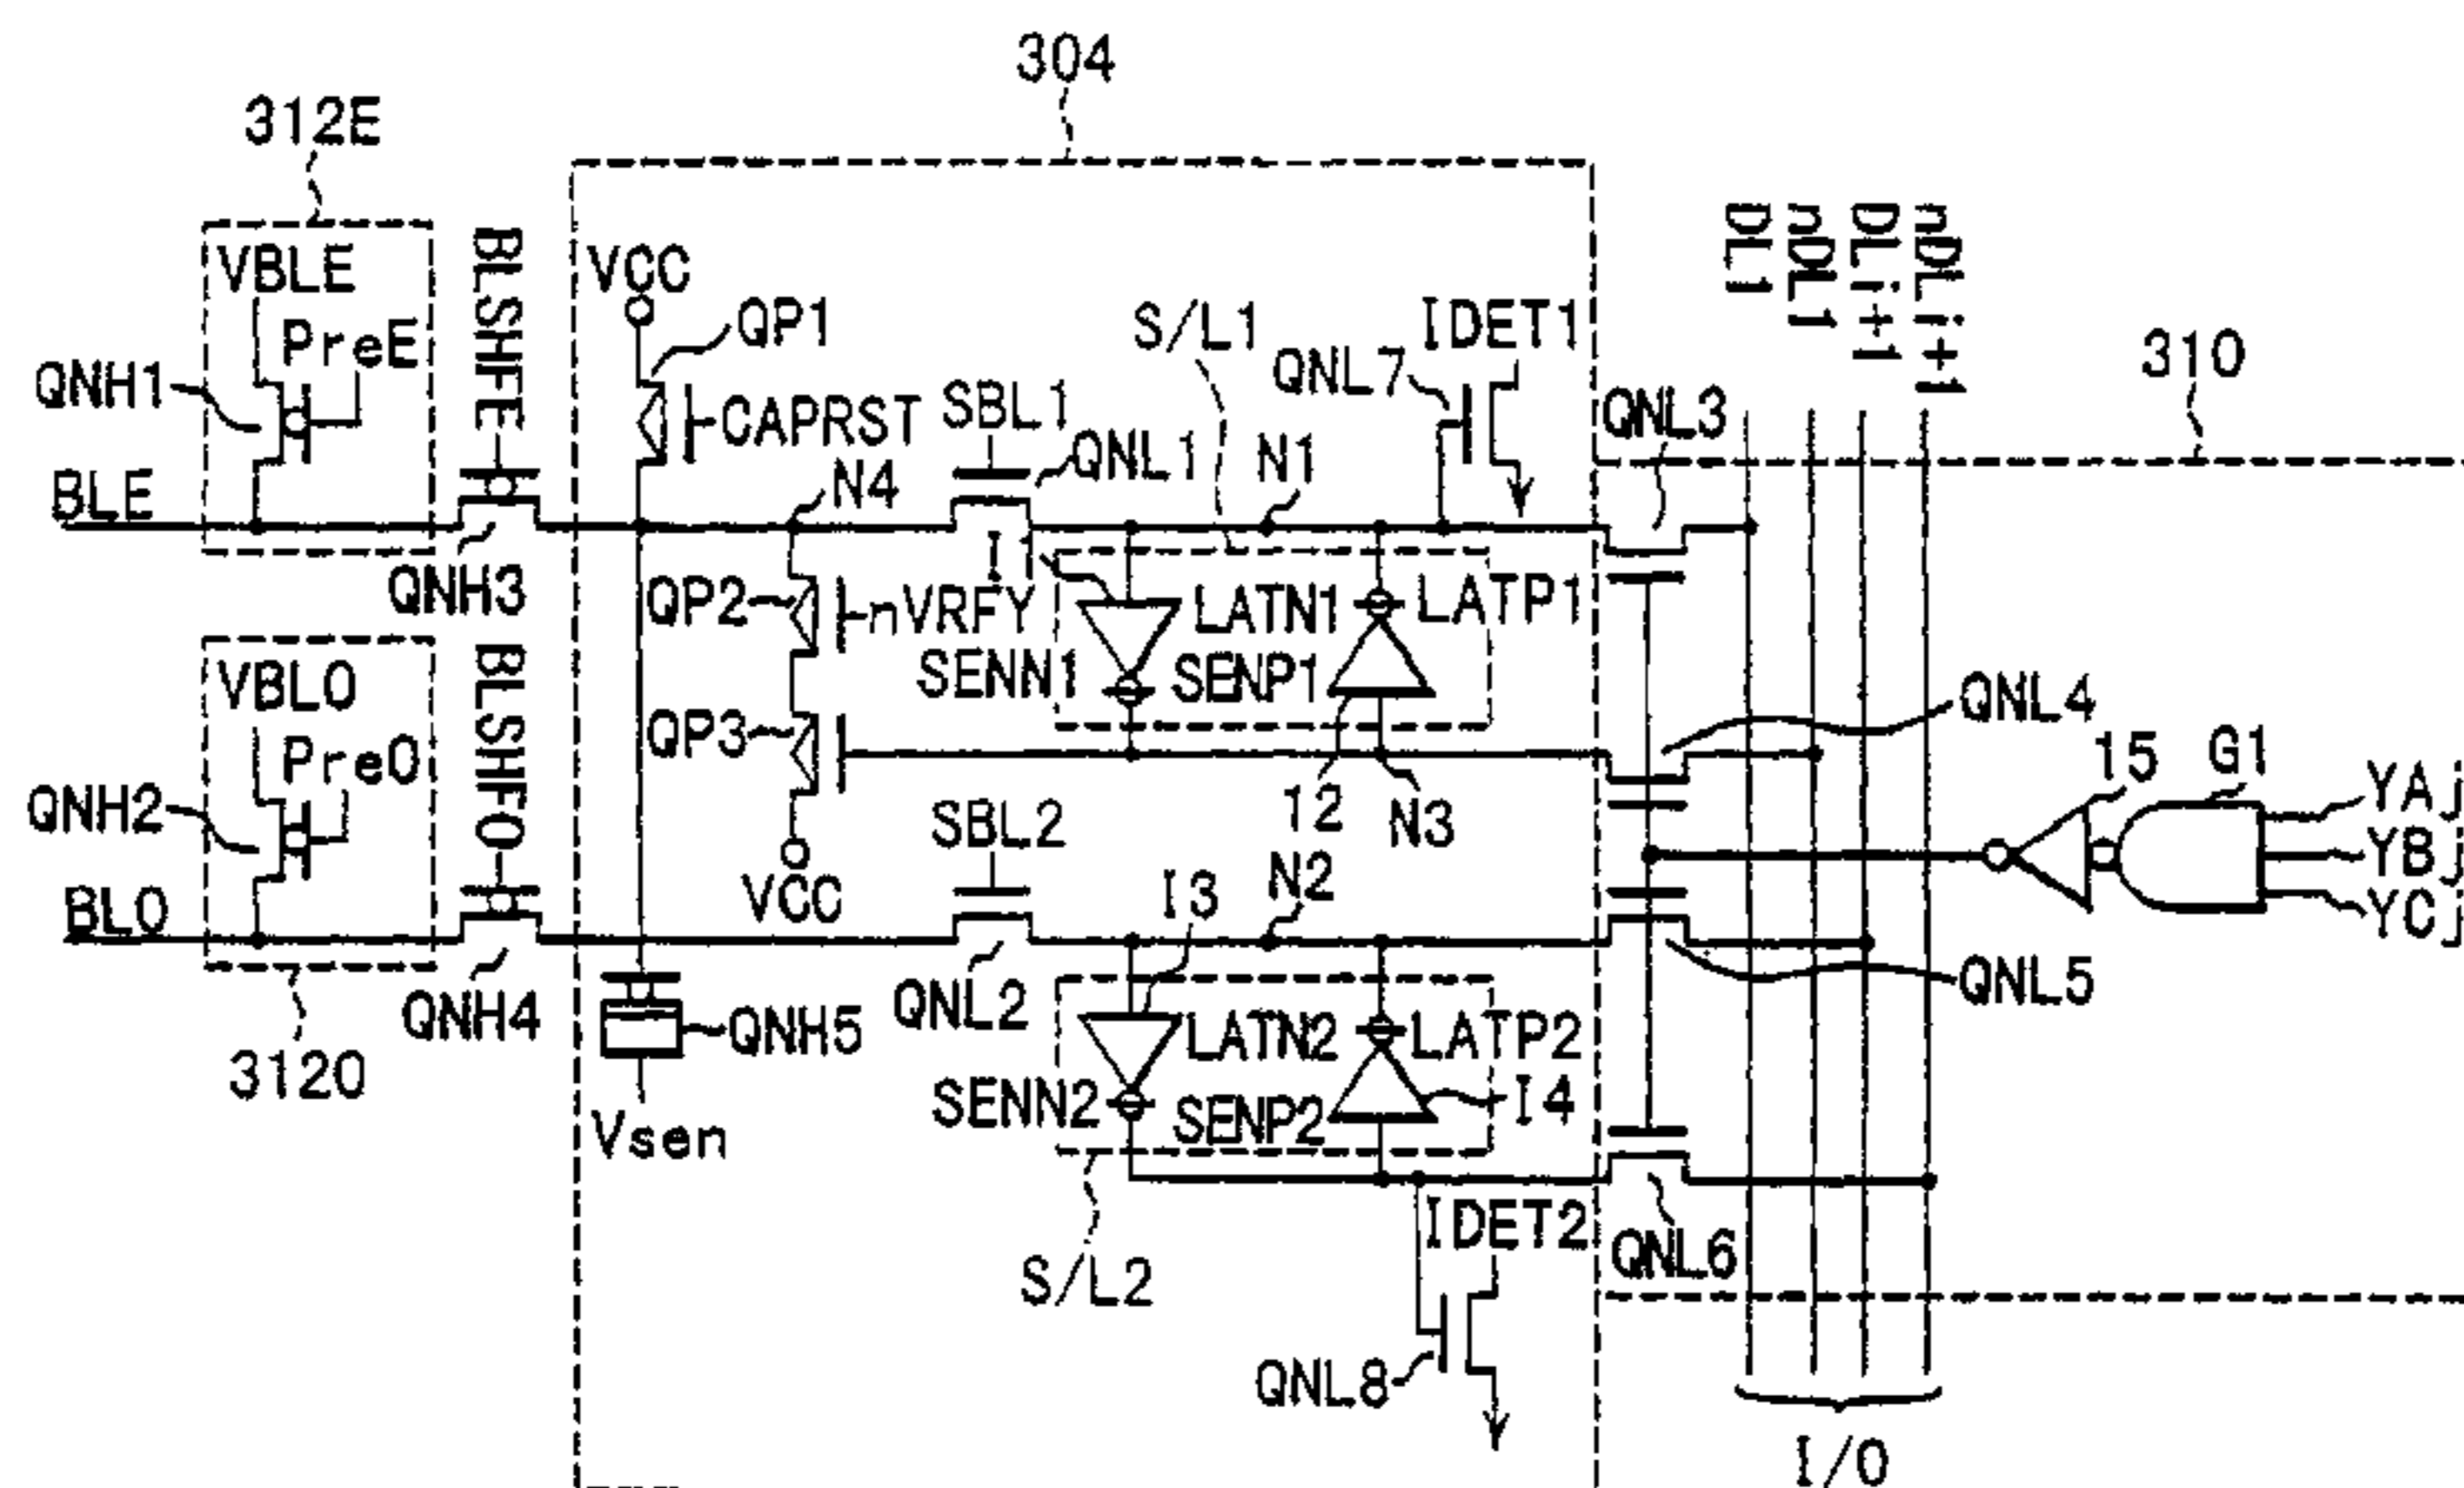 304
312E
VBLE
PreE
QNH1
BLSHFE
BLE
QNH3
VCC
QP1
CAPRST
N4
SBL1
QNL1
S/L1
N1
QNL7
IDET1
QNL3
DL1
nDL1
DLi+1
nDLi+1
310
QP2
nVRFY
I1
LATN1
LATP1
SENN1
SENP1
QP3
VCC
12
N3
QNL4
15
G1
YAj
YBj
YCj
VBLO
PreO
QNH2
BLSHFO
BLO
QNH4
312O
SBL2
QNL2
N2
I3
QNH5
Vsen
LATN2
LATP2
SENN2
SENP2
I4
S/L2
QNL5
IDET2
QNL6
QNL8
I/O